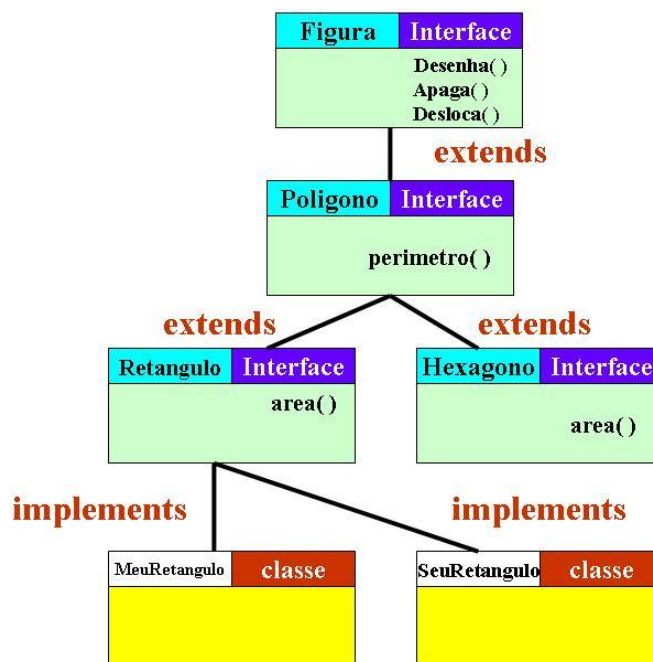 Figura Interface
Desenha( )
Apaga( )
Desloca( )
extends
Poligono Interface
perimetro( )
extends extends
Retangulo Interface Hexagono Interface
area( )
area( )
implements implements
MeuRetangulo classe SeuRetangulo classe